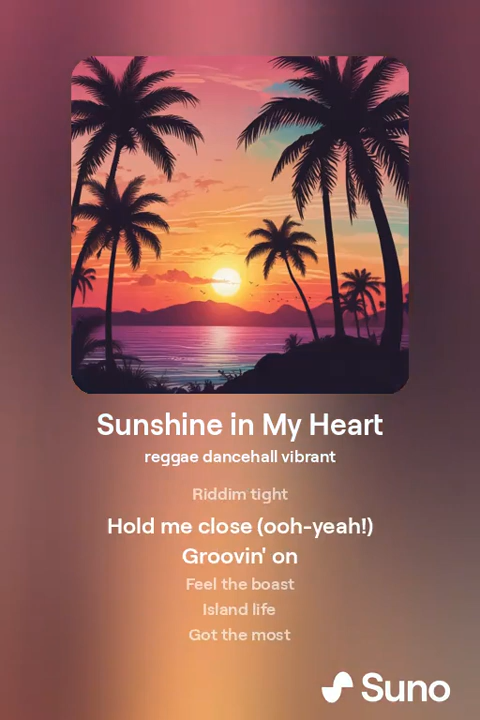 Sunshine in My Heart
reggae dancehall vibrant
Riddim tight
Hold me close (ooh-yeah!)
Groovin' on
Feel the boast
Island life
Got the most
Suno